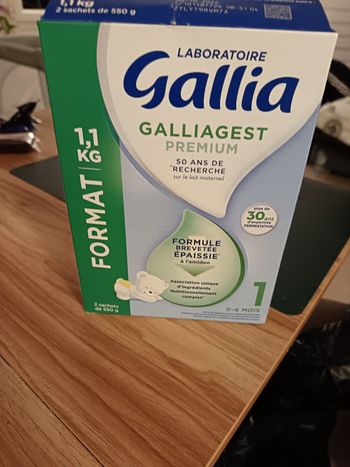 1,1 kg
2 sachets de 550 g
LABORATOIRE
Gallia
GALLIAGEST
PREMIUM
50 ANS DE
RECHERCHE
sur le lait maternel
FORMAT 1,1 KG
plus de
30 ans
d'expertise
FERMENTATION
FORMULE
BREVETÉE
ÉPAISSIE
à l'amidon
Association unique
d'ingrédients
Nutritionnellement
complet
1
0-6 MOIS
2 sachets
de 550 g